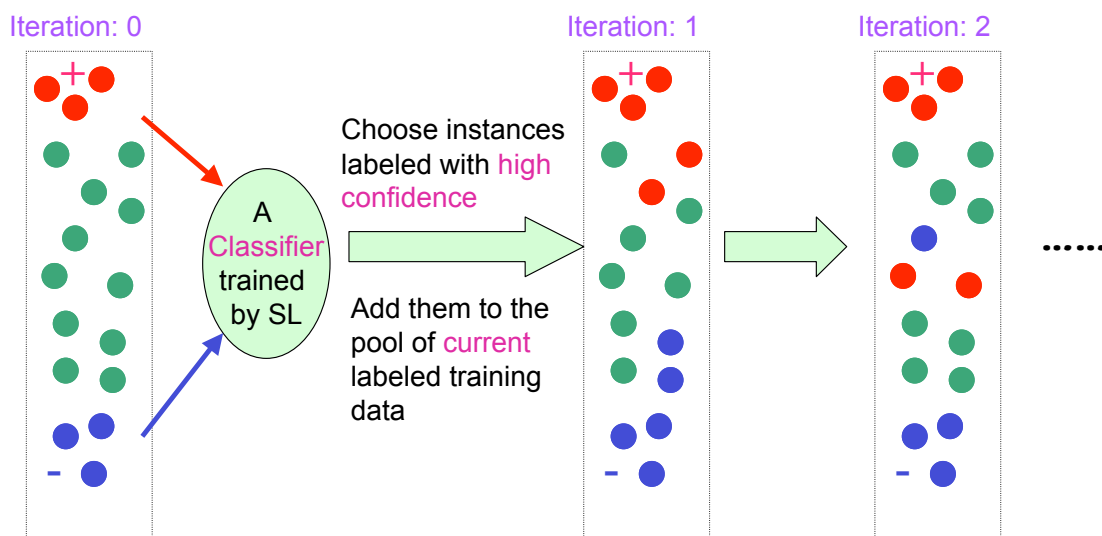 Iteration: 0
+
-
A
Classifier
trained
by SL
Choose instances
labeled with high
confidence
Add them to the
pool of current
labeled training
data
Iteration: 1
+
-
Iteration: 2
+
-
........